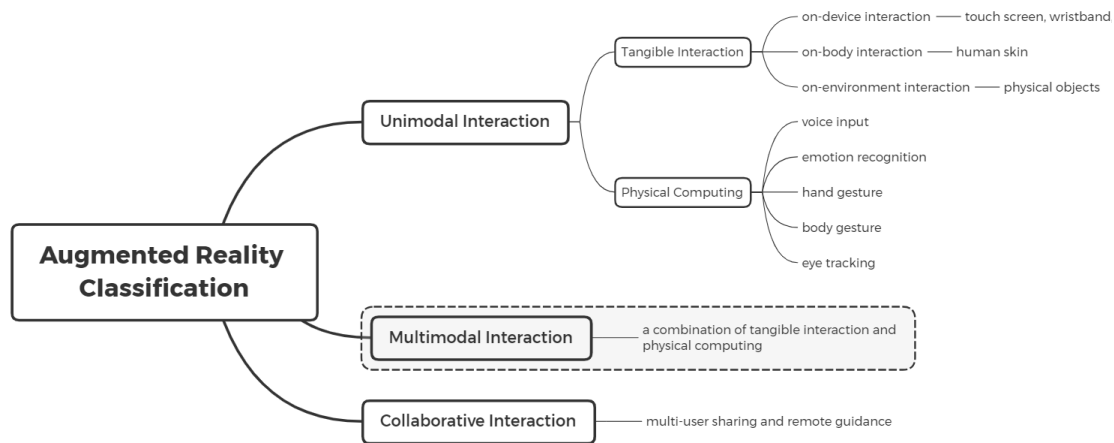 Augmented Reality
Classification
Unimodal Interaction
Tangible Interaction
on-device interaction
touch screen, wristband,
on-body interaction
human skin
on-environment interaction
physical objects
Physical Computing
voice input
emotion recognition
hand gesture
body gesture
eye tracking
Multimodal Interaction
a combination of tangible interaction and
physical computing
Collaborative Interaction
multi-user sharing and remote guidance